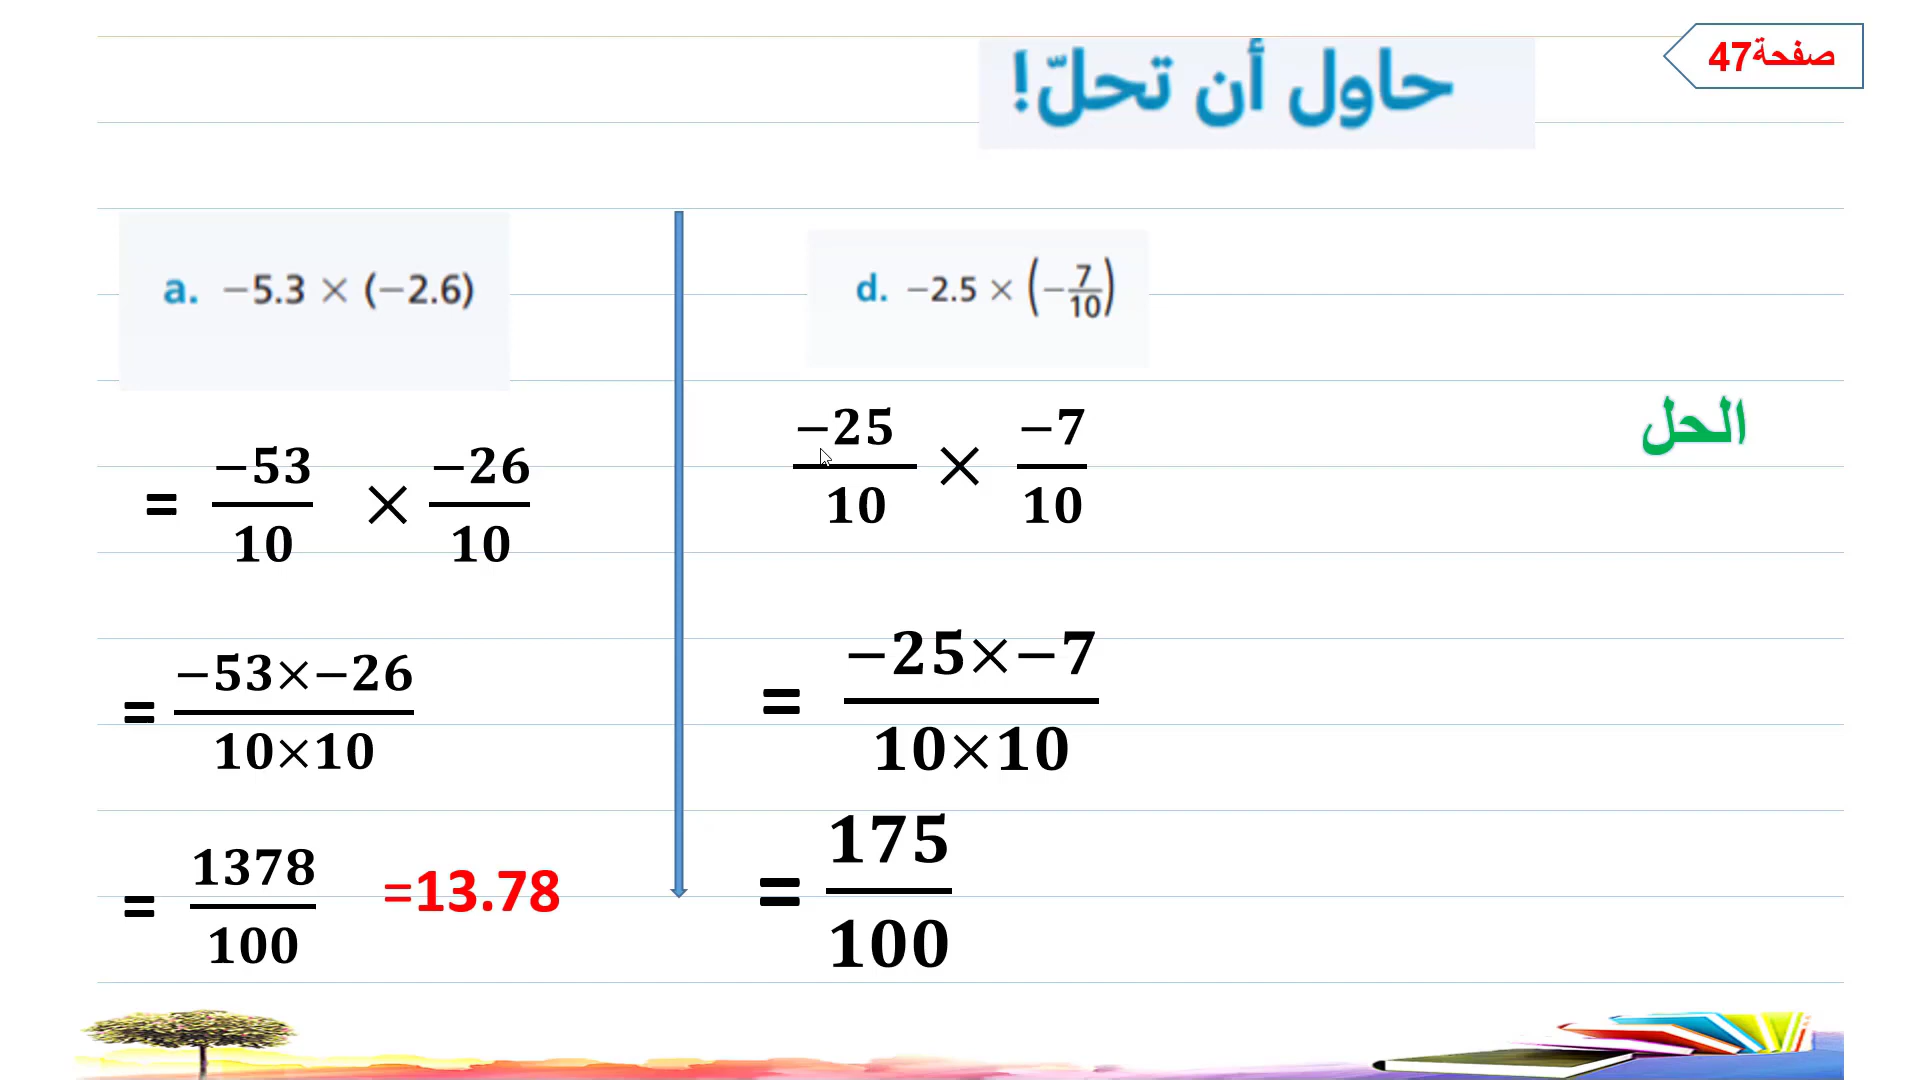 صفحة47
حاول أن تحلّ!
a. −5.3 × (−2.6)
= −53/10 × −26/10
= −53×−26/10×10
= 1378/100 =13.78
d. −2.5 × (−7/10)
−25/10 × −7/10
= −25×−7/10×10
= 175/100
الحل